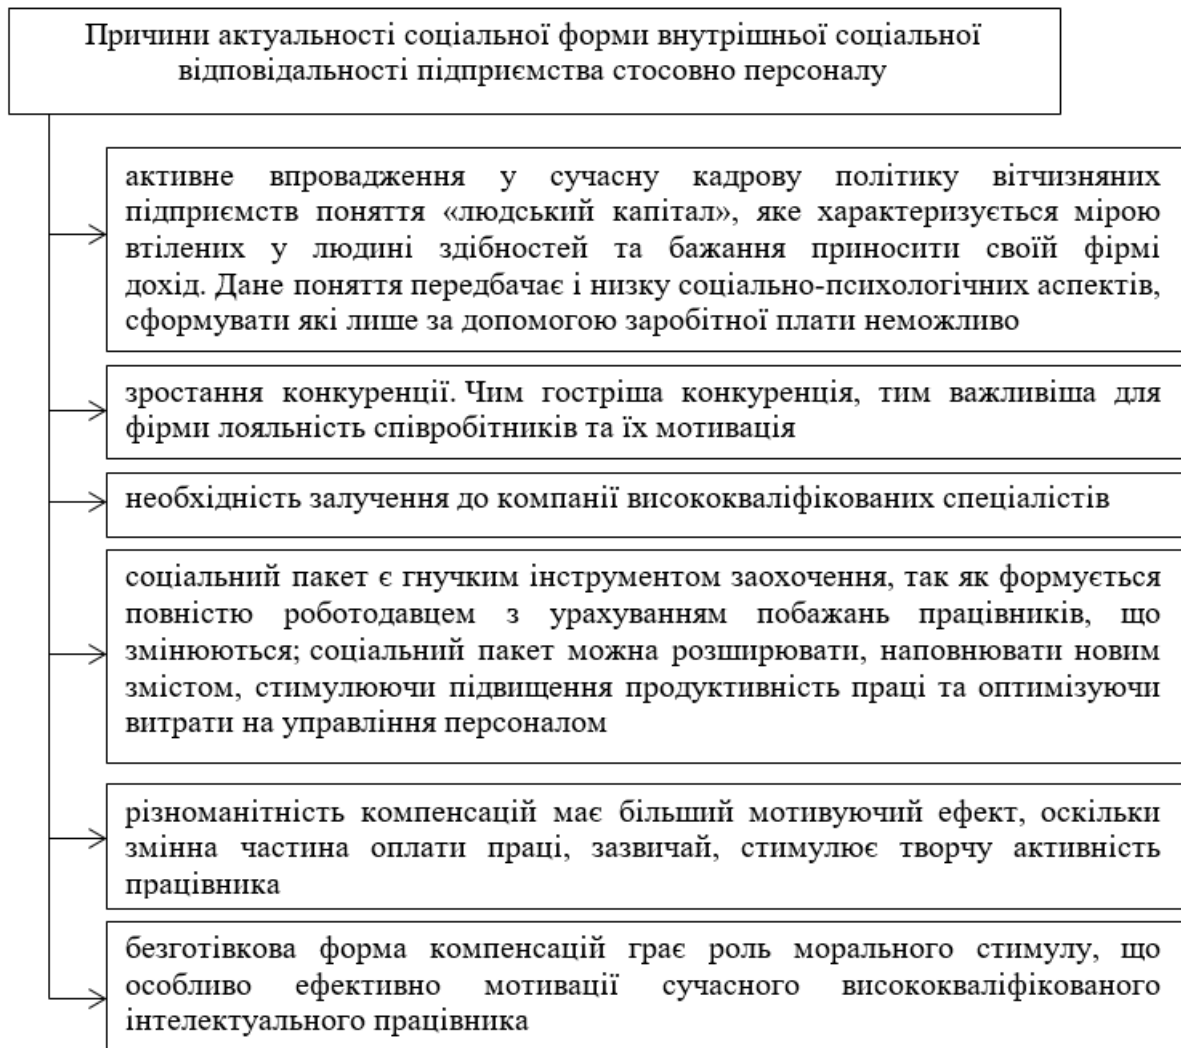 Причини актуальності соціальної форми внутрішньої соціальної
відповідальності підприємства стосовно персоналу
активне впровадження у сучасну кадрову політику вітчизняних
підприємств поняття «людський капітал», яке характеризується мірою
втілених у людині здібностей та бажання приносити своїй фірмі
дохід. Дане поняття передбачає і низку соціально-психологічних аспектів,
сформувати які лише за допомогою заробітної плати неможливо
зростання конкуренції. Чим гостріша конкуренція, тим важливіша для
фірми лояльність співробітників та їх мотивація
необхідність залучення до компанії висококваліфікованих спеціалістів
соціальний пакет є гнучким інструментом заохочення, так як формується
повністю роботодавцем з урахуванням побажань працівників, що
змінюються; соціальний пакет можна розширювати, наповнювати новим
змістом, стимулюючи підвищення продуктивність праці та оптимізуючи
витрати на управління персоналом
різноманітність компенсацій має більший мотивуючий ефект, оскільки
змінна частина оплати праці, зазвичай, стимулює творчу активність
працівника
безготівкова форма компенсацій грає роль морального стимулу, що
особливо ефективно мотивації сучасного висококваліфікованого
інтелектуального працівника